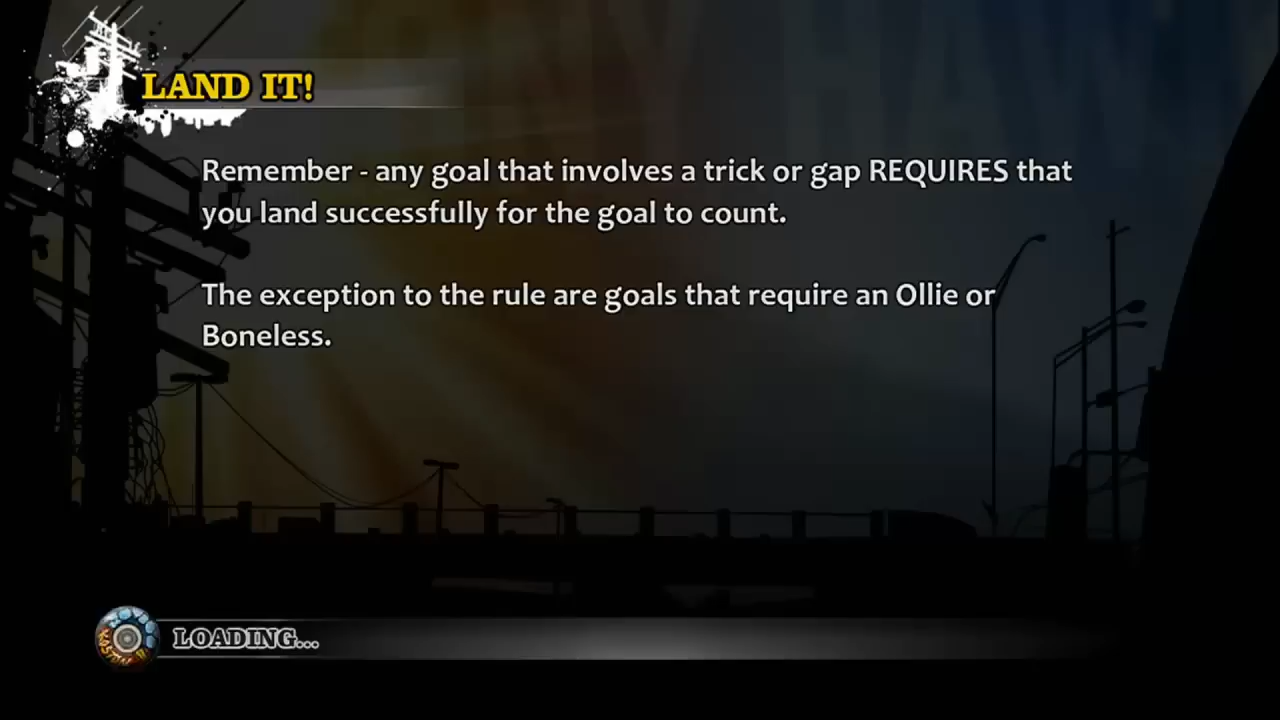 LAND IT!
Remember - any goal that involves a trick or gap REQUIRES that
you land successfully for the goal to count.
The exception to the rule are goals that require an Ollie or
Boneless.
LOADING...